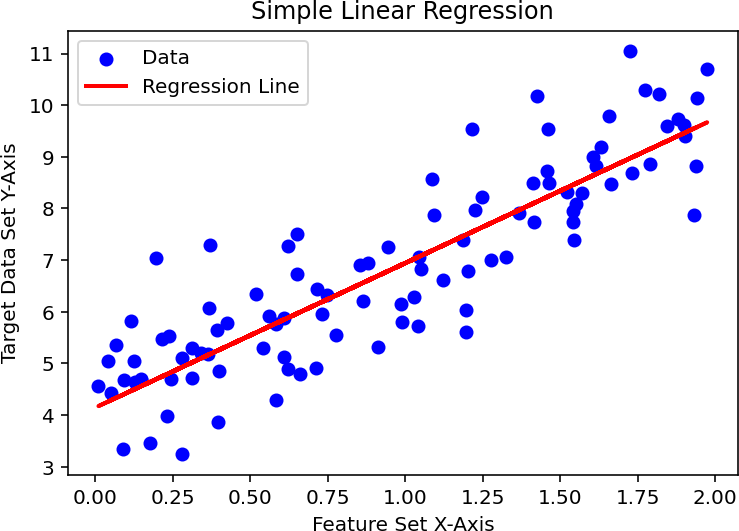 Simple Linear Regression
Data
Regression Line
Target Data Set Y-Axis
11
10
9
8
7
6
5
4
3
0.00 0.25 0.50 0.75 1.00 1.25 1.50 1.75 2.00
Feature Set X-Axis